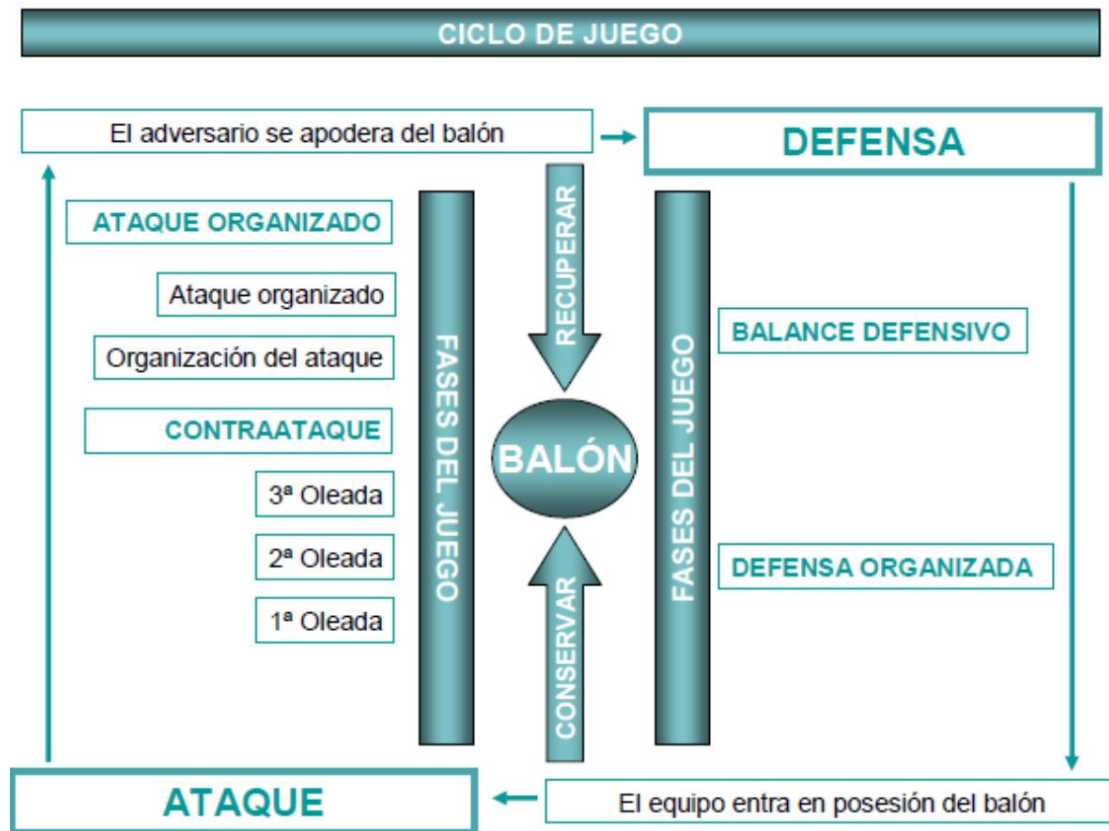 CICLO DE JUEGO
El adversario se apodera del balón
DEFENSA
ATAQUE ORGANIZADO
Ataque organizado
Organización del ataque
CONTRAATAQUE
3ª Oleada
2ª Oleada
1ª Oleada
FASES DEL JUEGO
RECUPERAR
BALÓN
CONSERVAR
FASES DEL JUEGO
BALANCE DEFENSIVO
DEFENSA ORGANIZADA
ATAQUE
El equipo entra en posesión del balón